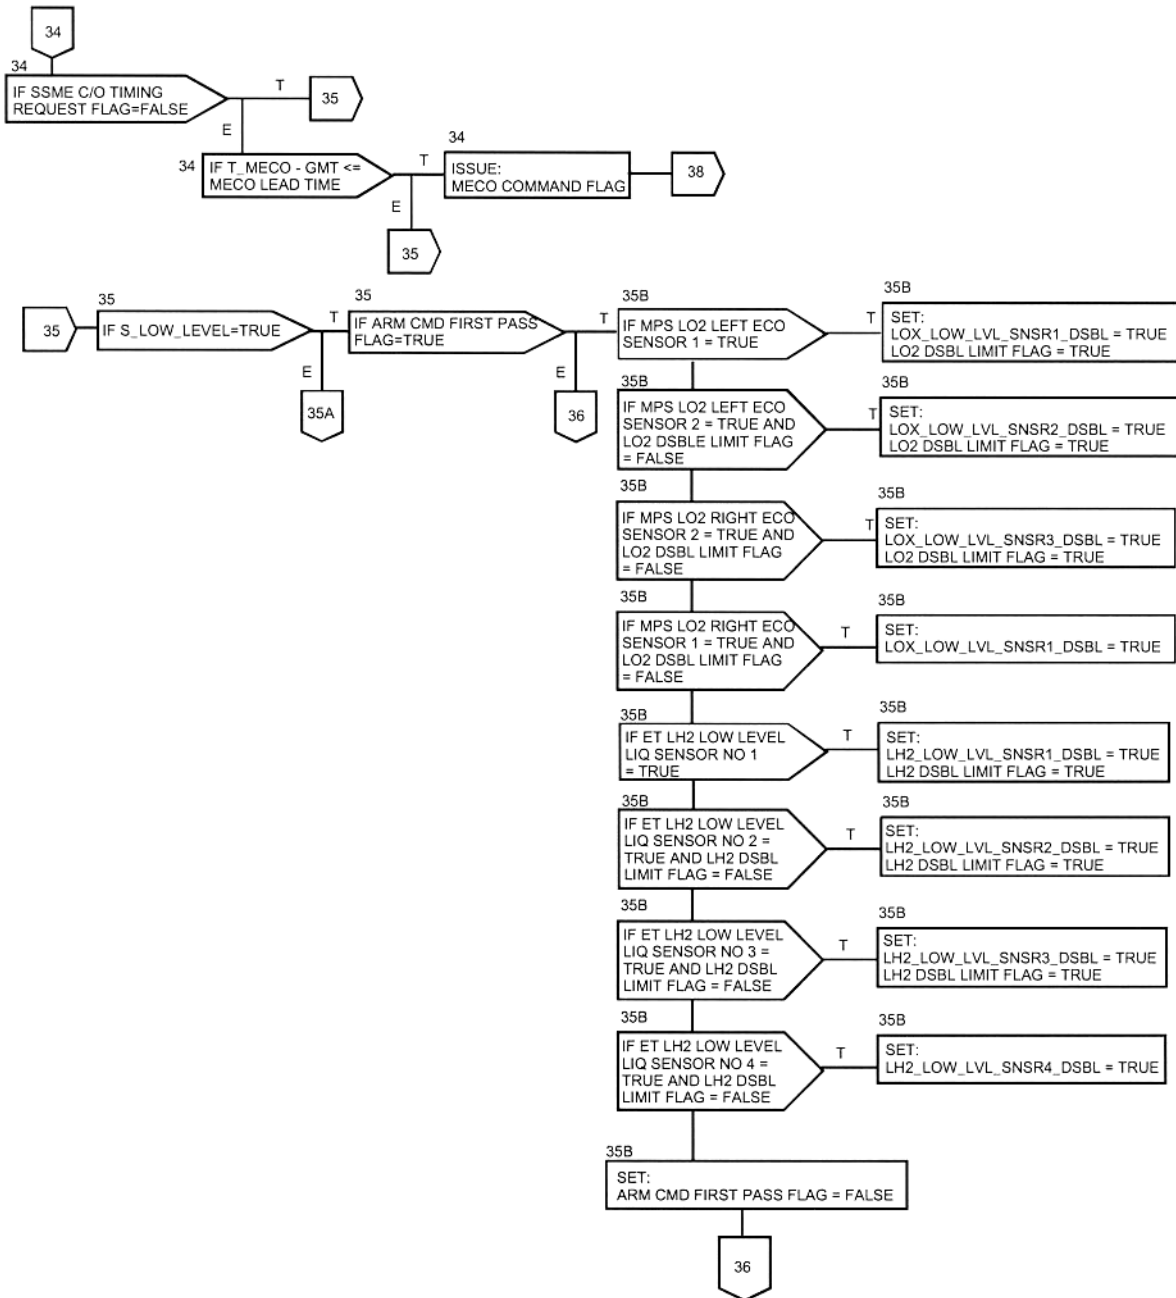 34
34
IF SSME C/O TIMING
REQUEST FLAG=FALSE
T
35
E
34
IF T_MECO - GMT <=
MECO LEAD TIME
T
34
ISSUE:
MECO COMMAND FLAG
38
E
35
35
35
IF S_LOW_LEVEL=TRUE
T
E
35A
35
IF ARM CMD FIRST PASS
FLAG=TRUE
T
E
36
35B
IF MPS LO2 LEFT ECO
SENSOR 1 = TRUE
T
35B
SET:
LOX_LOW_LVL_SNSR1_DSBL = TRUE
LO2 DSBL LIMIT FLAG = TRUE
35B
IF MPS LO2 LEFT ECO
SENSOR 2 = TRUE AND
LO2 DSBLE LIMIT FLAG
= FALSE
T
35B
SET:
LOX_LOW_LVL_SNSR2_DSBL = TRUE
LO2 DSBL LIMIT FLAG = TRUE
35B
IF MPS LO2 RIGHT ECO
SENSOR 2 = TRUE AND
LO2 DSBL LIMIT FLAG
= FALSE
T
35B
SET:
LOX_LOW_LVL_SNSR3_DSBL = TRUE
LO2 DSBL LIMIT FLAG = TRUE
35B
IF MPS LO2 RIGHT ECO
SENSOR 1 = TRUE AND
LO2 DSBL LIMIT FLAG
= FALSE
T
35B
SET:
LOX_LOW_LVL_SNSR1_DSBL = TRUE
35B
IF ET LH2 LOW LEVEL
LIQ SENSOR NO 1
= TRUE
T
35B
SET:
LH2_LOW_LVL_SNSR1_DSBL = TRUE
LH2 DSBL LIMIT FLAG = TRUE
35B
IF ET LH2 LOW LEVEL
LIQ SENSOR NO 2 =
TRUE AND LH2 DSBL
LIMIT FLAG = FALSE
T
35B
SET:
LH2_LOW_LVL_SNSR2_DSBL = TRUE
LH2 DSBL LIMIT FLAG = TRUE
35B
IF ET LH2 LOW LEVEL
LIQ SENSOR NO 3 =
TRUE AND LH2 DSBL
LIMIT FLAG = FALSE
T
35B
SET:
LH2_LOW_LVL_SNSR3_DSBL = TRUE
LH2 DSBL LIMIT FLAG = TRUE
35B
IF ET LH2 LOW LEVEL
LIQ SENSOR NO 4 =
TRUE AND LH2 DSBL
LIMIT FLAG = FALSE
T
35B
SET:
LH2_LOW_LVL_SNSR4_DSBL = TRUE
35B
SET:
ARM CMD FIRST PASS FLAG = FALSE
36